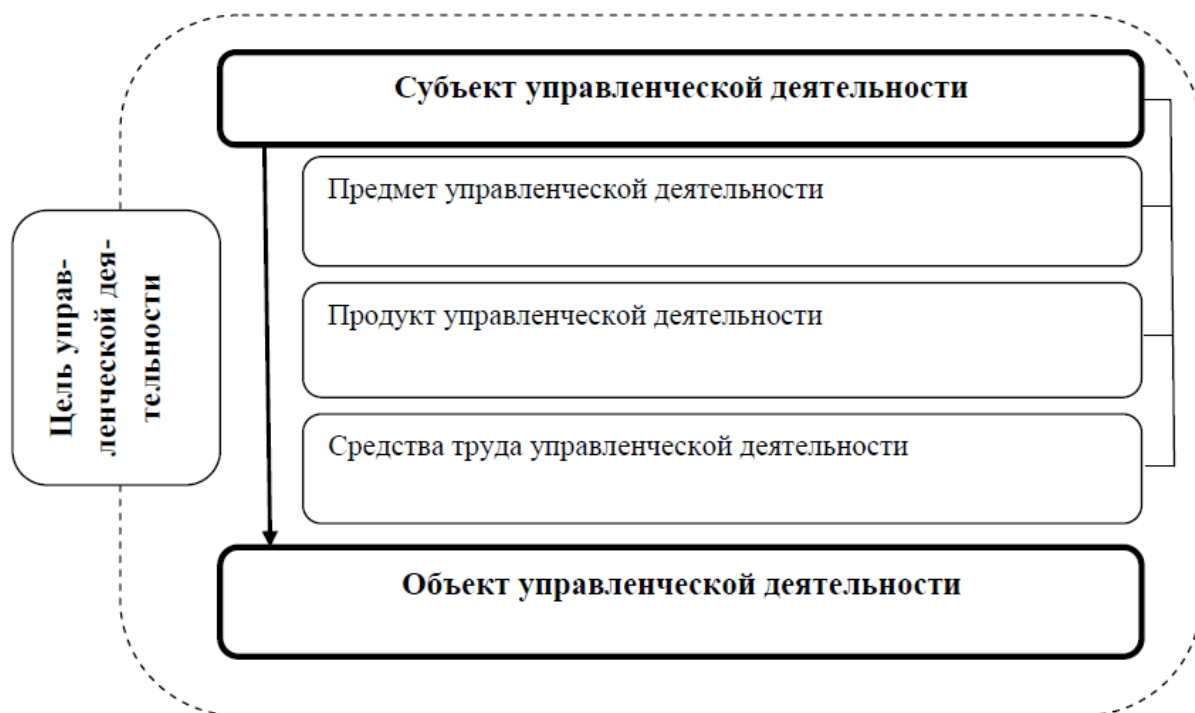 Субъект управленческой деятельности
Предмет управленческой деятельности
Цель управ-
ленческой дея-
тельности
Продукт управленческой деятельности
Средства труда управленческой деятельности
Объект управленческой деятельности